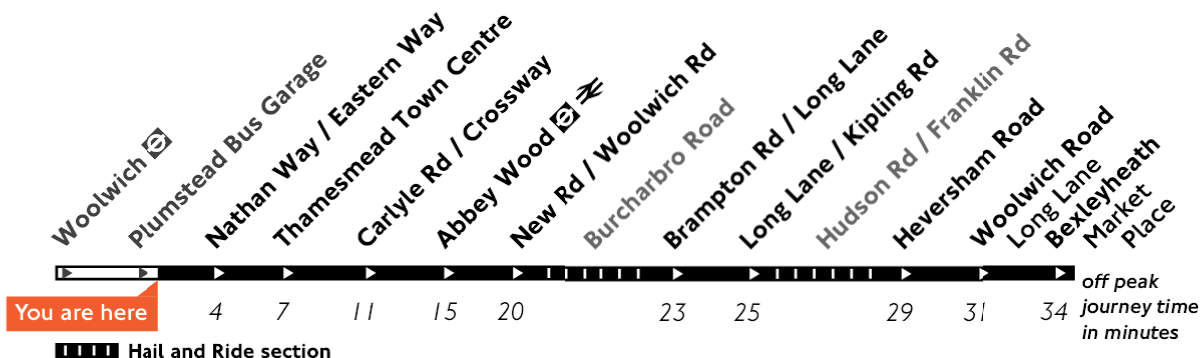 Woolwich
Plumstead Bus Garage
Nathan Way / Eastern Way
Thamesmead Town Centre
Carlyle Rd / Crossway
Abbey Wood
New Rd / Woolwich Rd
Burcharbro Road
Brampton Rd / Long Lane
Long Lane / Kipling Rd
Hudson Rd / Franklin Rd
Heversham Road
Woolwich Road
Long Lane
Bexleyheath
Market
Place
You are here
4 7 11 15 20 23 25 29 31 34
off peak
journey time
in minutes
Hail and Ride section